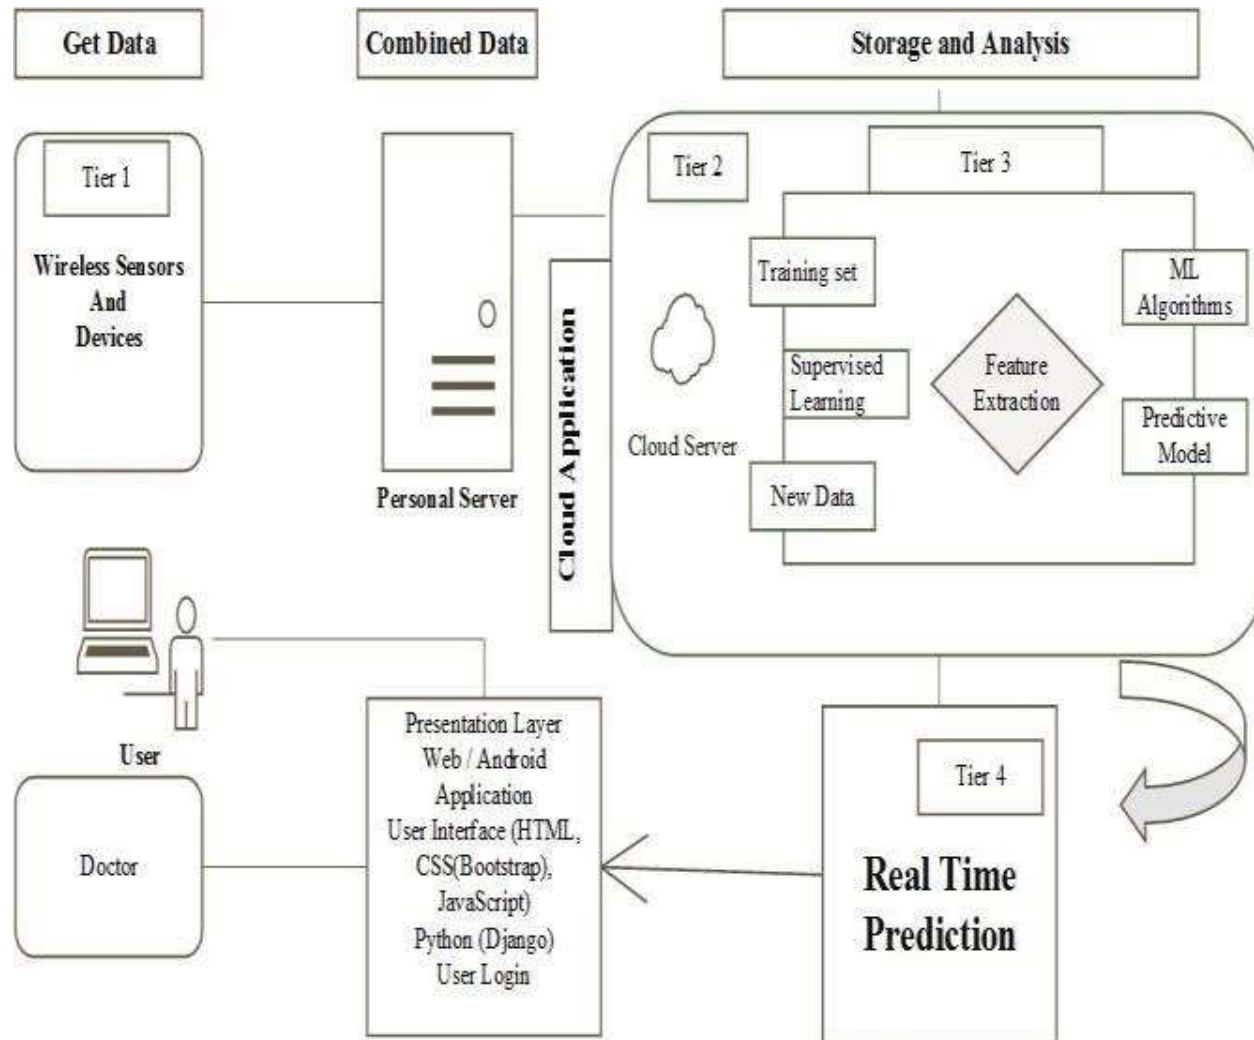 Get Data
Combined Data
Storage and Analysis
Tier 1
Wireless Sensors
And
Devices
Personal Server
Cloud Application
Tier 2
Cloud Server
Tier 3
Training set
Supervised
Learning
New Data
Feature
Extraction
ML
Algorithms
Predictive
Model
User
Doctor
Presentation Layer
Web / Android
Application
User Interface (HTML,
CSS(Bootstrap),
JavaScript)
Python (Django)
User Login
Tier 4
Real Time
Prediction